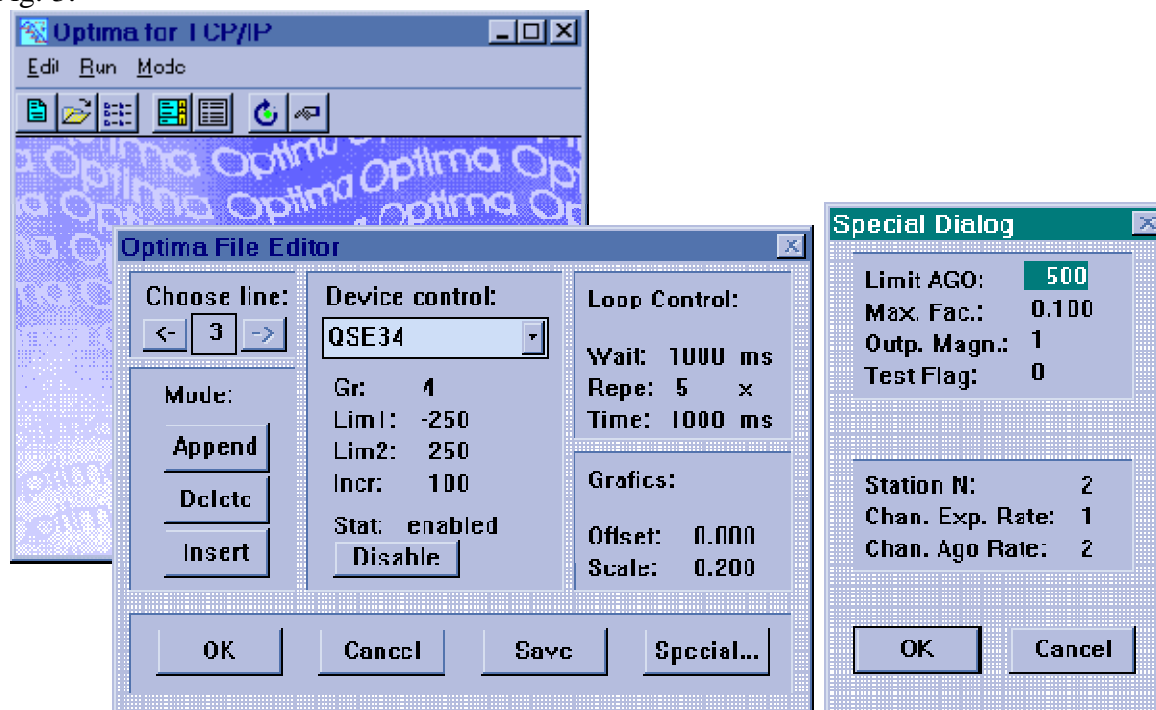 Optima for TCP/IP
Edit Run Mode
Optima File Editor
Choose line:
<- 3 ->
Mode:
Append
Delete
Insert
Device control:
QSE34
Gr: 4
Lim1: -250
Lim2: 250
Incr: 100
Stat: enabled
Disable
Loop Control:
Wait: 1000 ms
Repe: 5 x
Time: 1000 ms
Grafics:
Offset: 0.000
Scale: 0.200
OK Cancel Save Special...
Special Dialog
Limit AGO: 500
Max. Fac.: 0.100
Outp. Magn.: 1
Test Flag: 0
Station N: 2
Chan. Exp. Rate: 1
Chan. Ago Rate: 2
OK Cancel